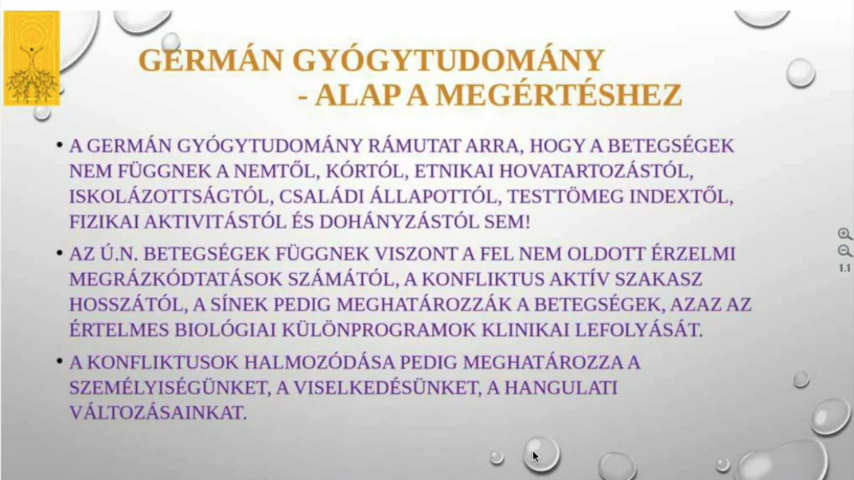 GERMÁN GYÓGYTUDOMÁNY
- ALAP A MEGÉRTÉSHEZ
• A GERMÁN GYÓGYTUDOMÁNY RÁMUTAT ARRA, HOGY A BETEGSÉGEK
NEM FÜGGNEK A NEMTŐL, KÓRTÓL, ETNIKAI HOVATARTOZÁSTÓL,
ISKOLÁZOTTSÁGTÓL, CSALÁDI ÁLLAPOTTÓL, TESTTÖMEG INDEXTŐL,
FIZIKAI AKTIVITÁSTÓL ÉS DOHÁNYZÁSTÓL SEM!
• AZ Ú.N. BETEGSÉGEK FÜGGNEK VISZONT A FEL NEM OLDOTT ÉRZELMI
MEGRÁZKÓDTATÁSOK SZÁMÁTÓL, A KONFLIKTUS AKTÍV SZAKASZ
HOSSZÁTÓL, A SÍNEK PEDIG MEGHATÁROZZÁK A BETEGSÉGEK, AZAZ AZ
ÉRTELMES BIOLÓGIAI KÜLÖNPROGRAMOK KLINIKAI LEFOLYÁSÁT.
• A KONFLIKTUSOK HALMOZÓDÁSA PEDIG MEGHATÁROZZA A
SZEMÉLYISÉGÜNKET, A VISELKEDÉSÜNKET, A HANGULATI
VÁLTOZÁSAINKAT.
1:1